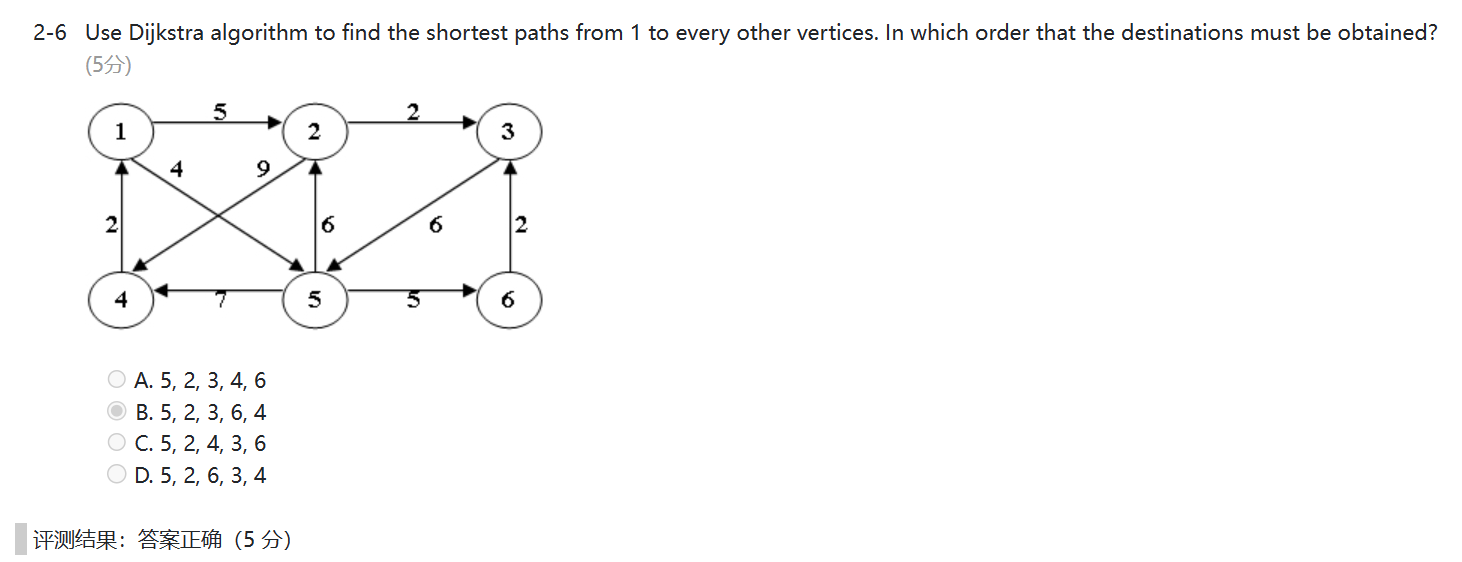 2-6 Use Dijkstra algorithm to find the shortest paths from 1 to every other vertices. In which order that the destinations must be obtained?
(5分)
5 2
1 2 3
4 9
2 6 6 2
4 7 5 5 6
A. 5, 2, 3, 4, 6
B. 5, 2, 3, 6, 4
C. 5, 2, 4, 3, 6
D. 5, 2, 6, 3, 4
评测结果：答案正确（5 分）